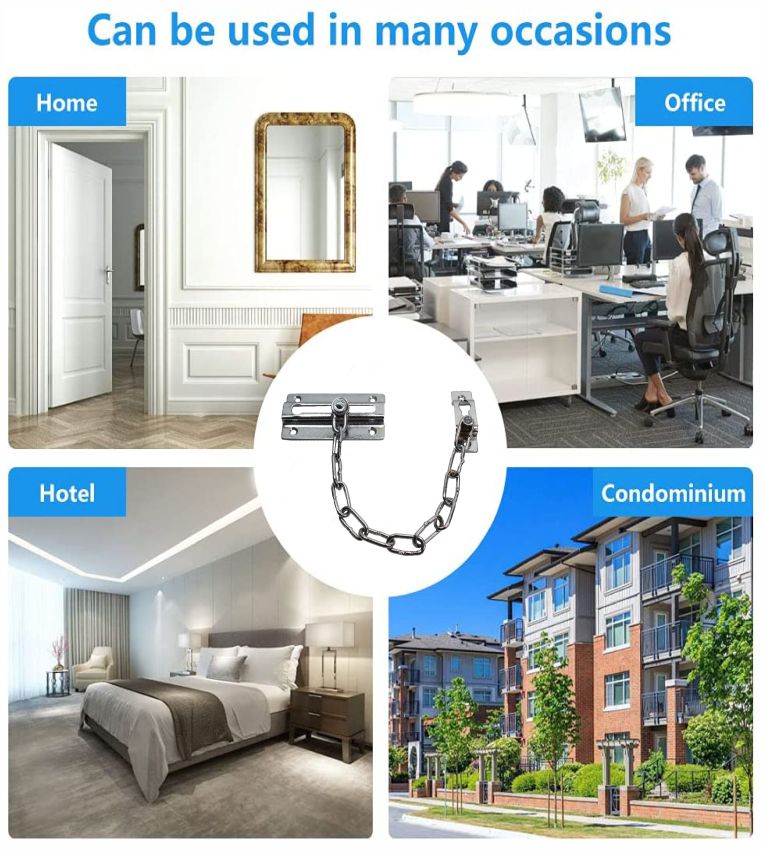 Can be used in many occasions
Home
Office
Hotel
Condominium